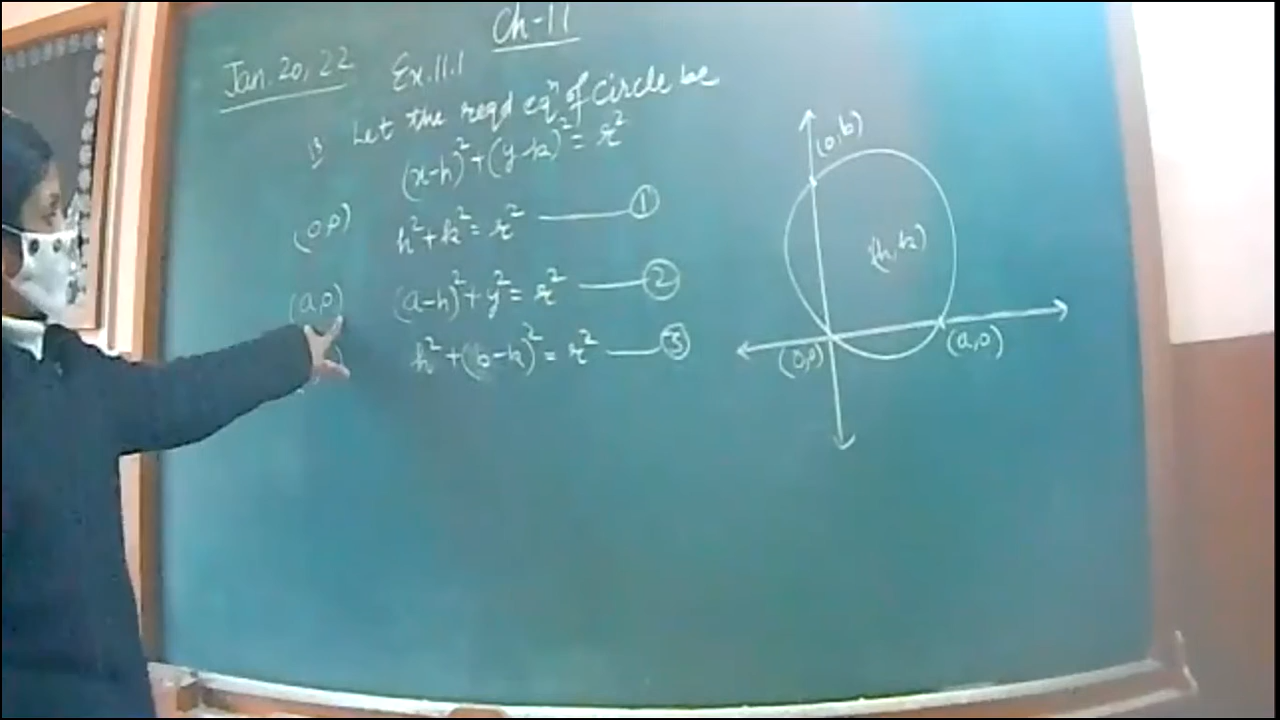 Ch-11
Jan. 20, 22 Ex.11.1
13 Let the reqd eqⁿ of circle be
(x-h)² + (y-k)² = r²
(0,0) h² + k² = r² ①
(a,0) (a-h)² + y² = r² ②
h² + (b-k)² = r² ③
(0,b)
(h,k)
(0,0)
(a,0)